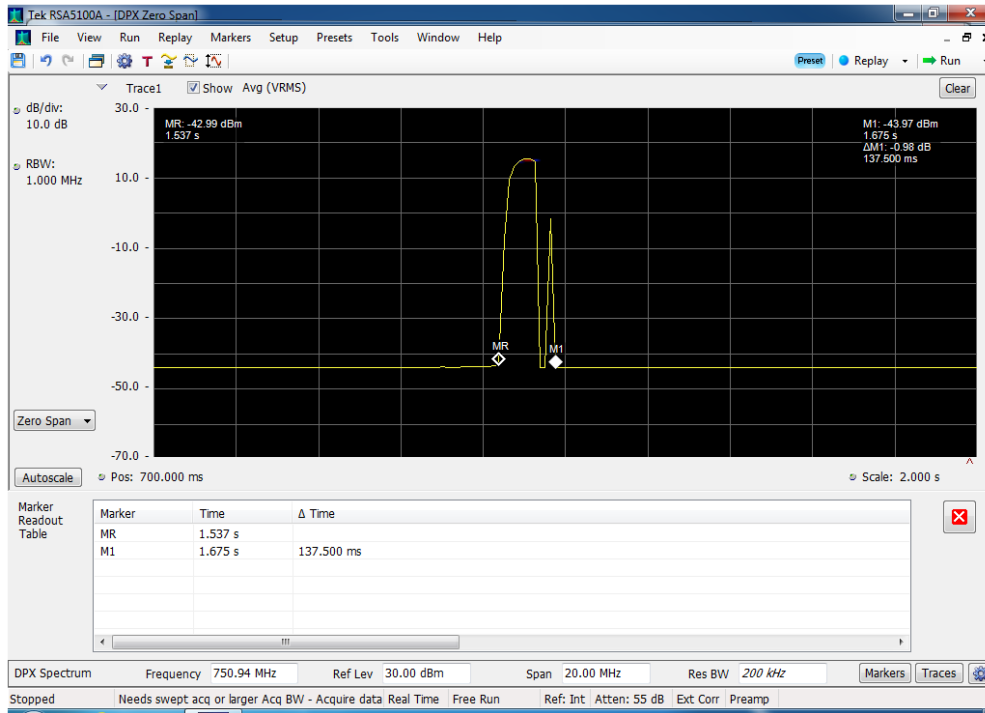 Tek RSA5100A - [DPX Zero Span]
File View Run Replay Markers Setup Presets Tools Window Help
T Preset Replay Run
Trace1 Show Avg (VRMS) Clear
dB/div:
10.0 dB
RBW:
1.000 MHz
30.0 -
10.0 -
-10.0 -
-30.0 -
-50.0 -
-70.0 -
MR: -42.99 dBm
1.537 s
M1: -43.97 dBm
1.675 s
ΔM1: -0.98 dB
137.500 ms
MR
M1
Zero Span
Autoscale Pos: 700.000 ms Scale: 2.000 s
Marker
Readout
Table
Marker Time Δ Time
MR 1.537 s
M1 1.675 s 137.500 ms
DPX Spectrum Frequency 750.94 MHz Ref Lev 30.00 dBm Span 20.00 MHz Res BW 200 kHz Markers Traces
Stopped Needs swept acq or larger Acq BW - Acquire data Real Time Free Run Ref: Int Atten: 55 dB Ext Corr Preamp